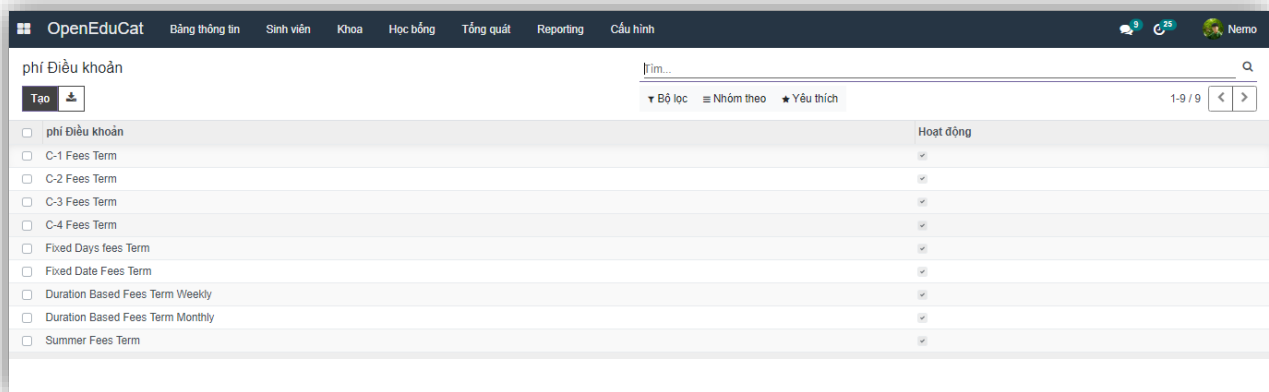 OpenEduCat Bảng thông tin Sinh viên Khoa Học bổng Tổng quát Reporting Cấu hình 9 25 Nemo
phí Điều khoản
Tìm...
Tạo
Bộ lọc Nhóm theo Yêu thích 1-9 / 9
phí Điều khoản Hoạt động
C-1 Fees Term
C-2 Fees Term
C-3 Fees Term
C-4 Fees Term
Fixed Days fees Term
Fixed Date Fees Term
Duration Based Fees Term Weekly
Duration Based Fees Term Monthly
Summer Fees Term